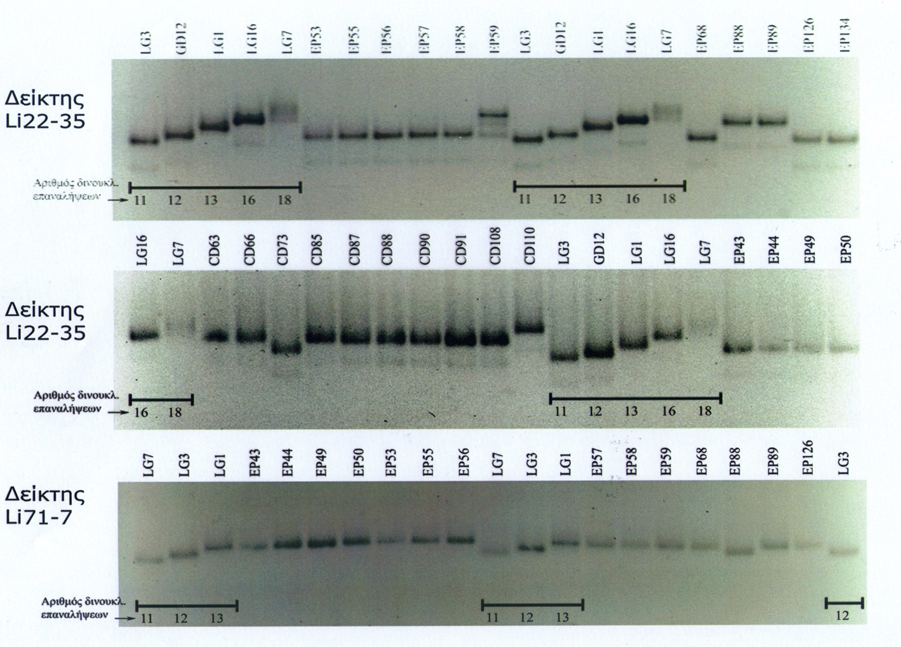 LG3 GD12 LG1 LG16 LG7 EP53 EP55 EP56 EP57 EP58 EP59 LG3 GD12 LG1 LG16 LG7 EP68 EP88 EP89 EP126 EP134
Δείκτης
Li22-35
Αριθμός δινουκλ.
επαναλήψεων
11 12 13 16 18 11 12 13 16 18
LG16 LG7 CD63 CD66 CD73 CD85 CD87 CD88 CD90 CD91 CD108 CD110 LG3 GD12 LG1 LG16 LG7 EP43 EP44 EP49 EP50
Δείκτης
Li22-35
Αριθμός δινουκλ.
επαναλήψεων
16 18 11 12 13 16 18
LG7 LG3 LG1 EP43 EP44 EP49 EP50 EP53 EP55 EP56 LG7 LG3 LG1 EP57 EP58 EP59 EP68 EP88 EP89 EP126 LG3
Δείκτης
Li71-7
Αριθμός δινουκλ.
επαναλήψεων
11 12 13 11 12 13 12